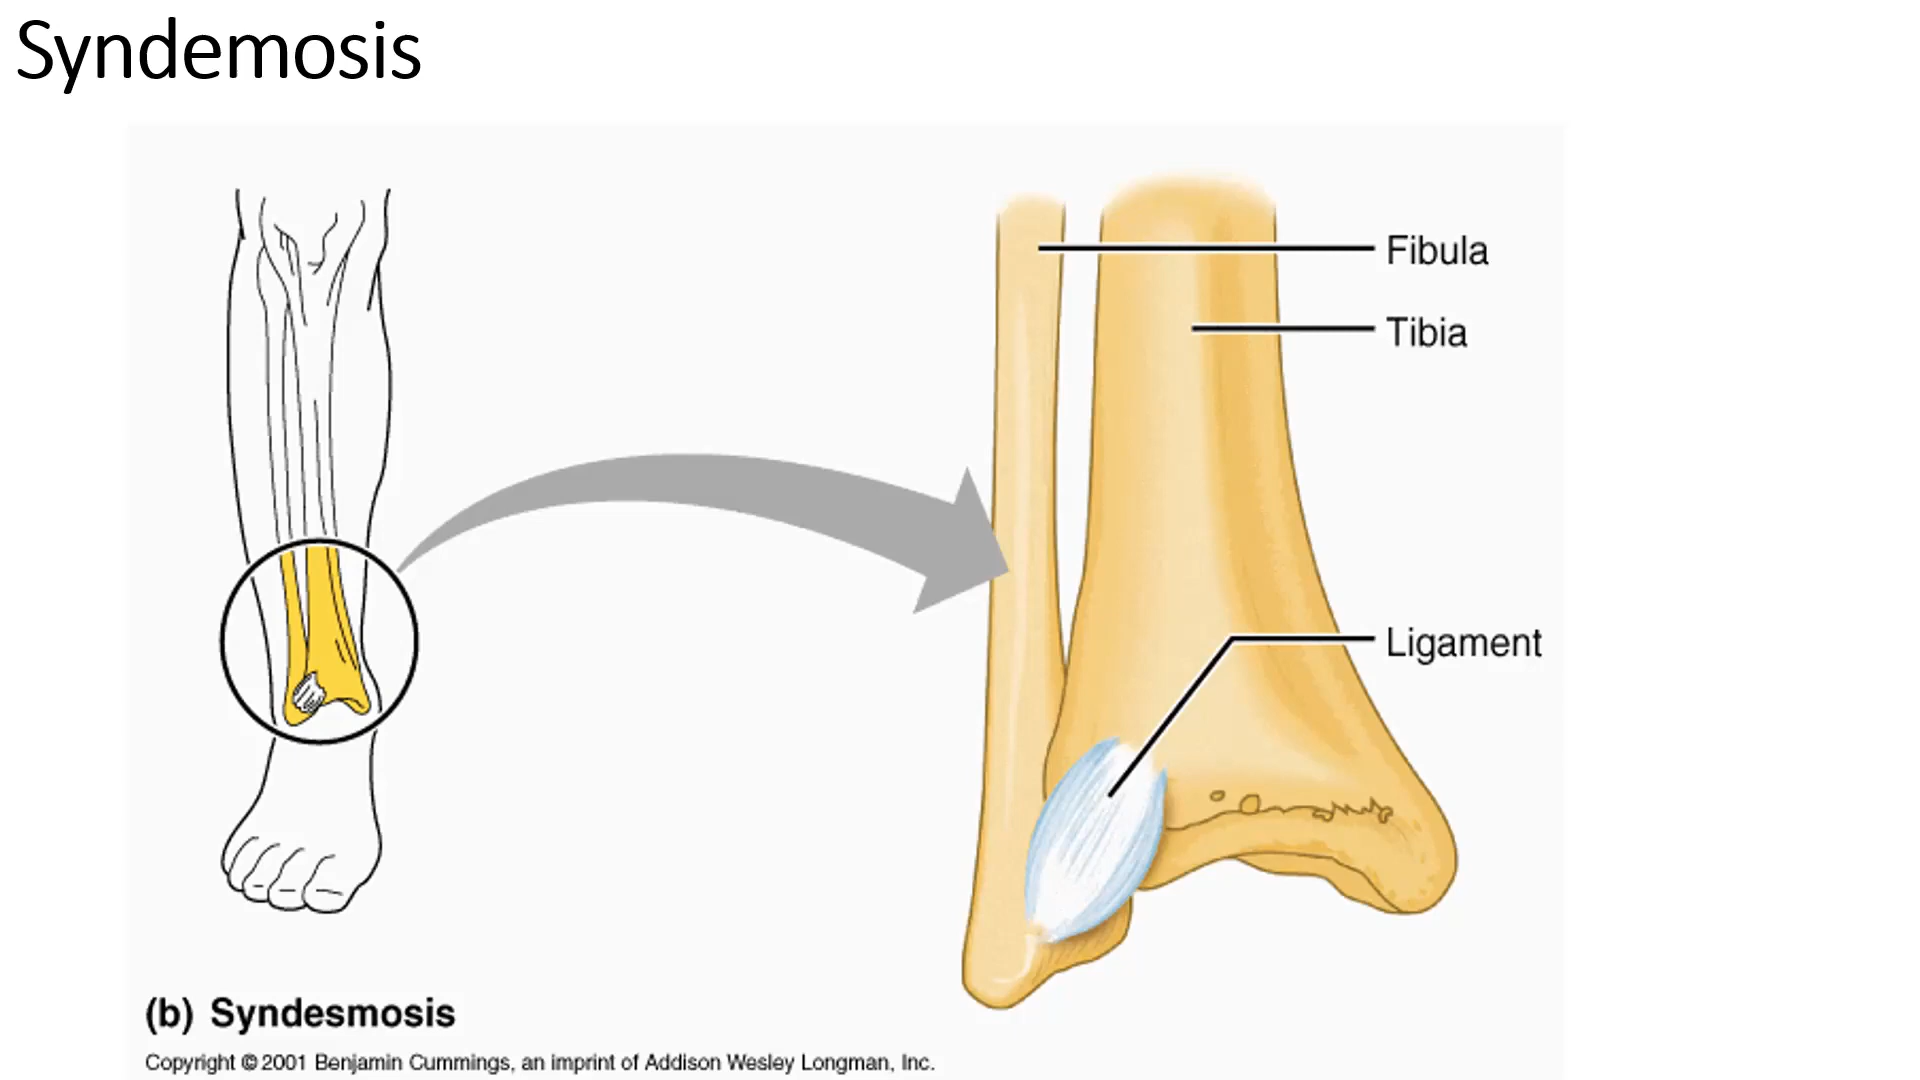 Syndemosis
Fibula
Tibia
Ligament
(b) Syndesmosis
Copyright © 2001 Benjamin Cummings, an imprint of Addison Wesley Longman, Inc.